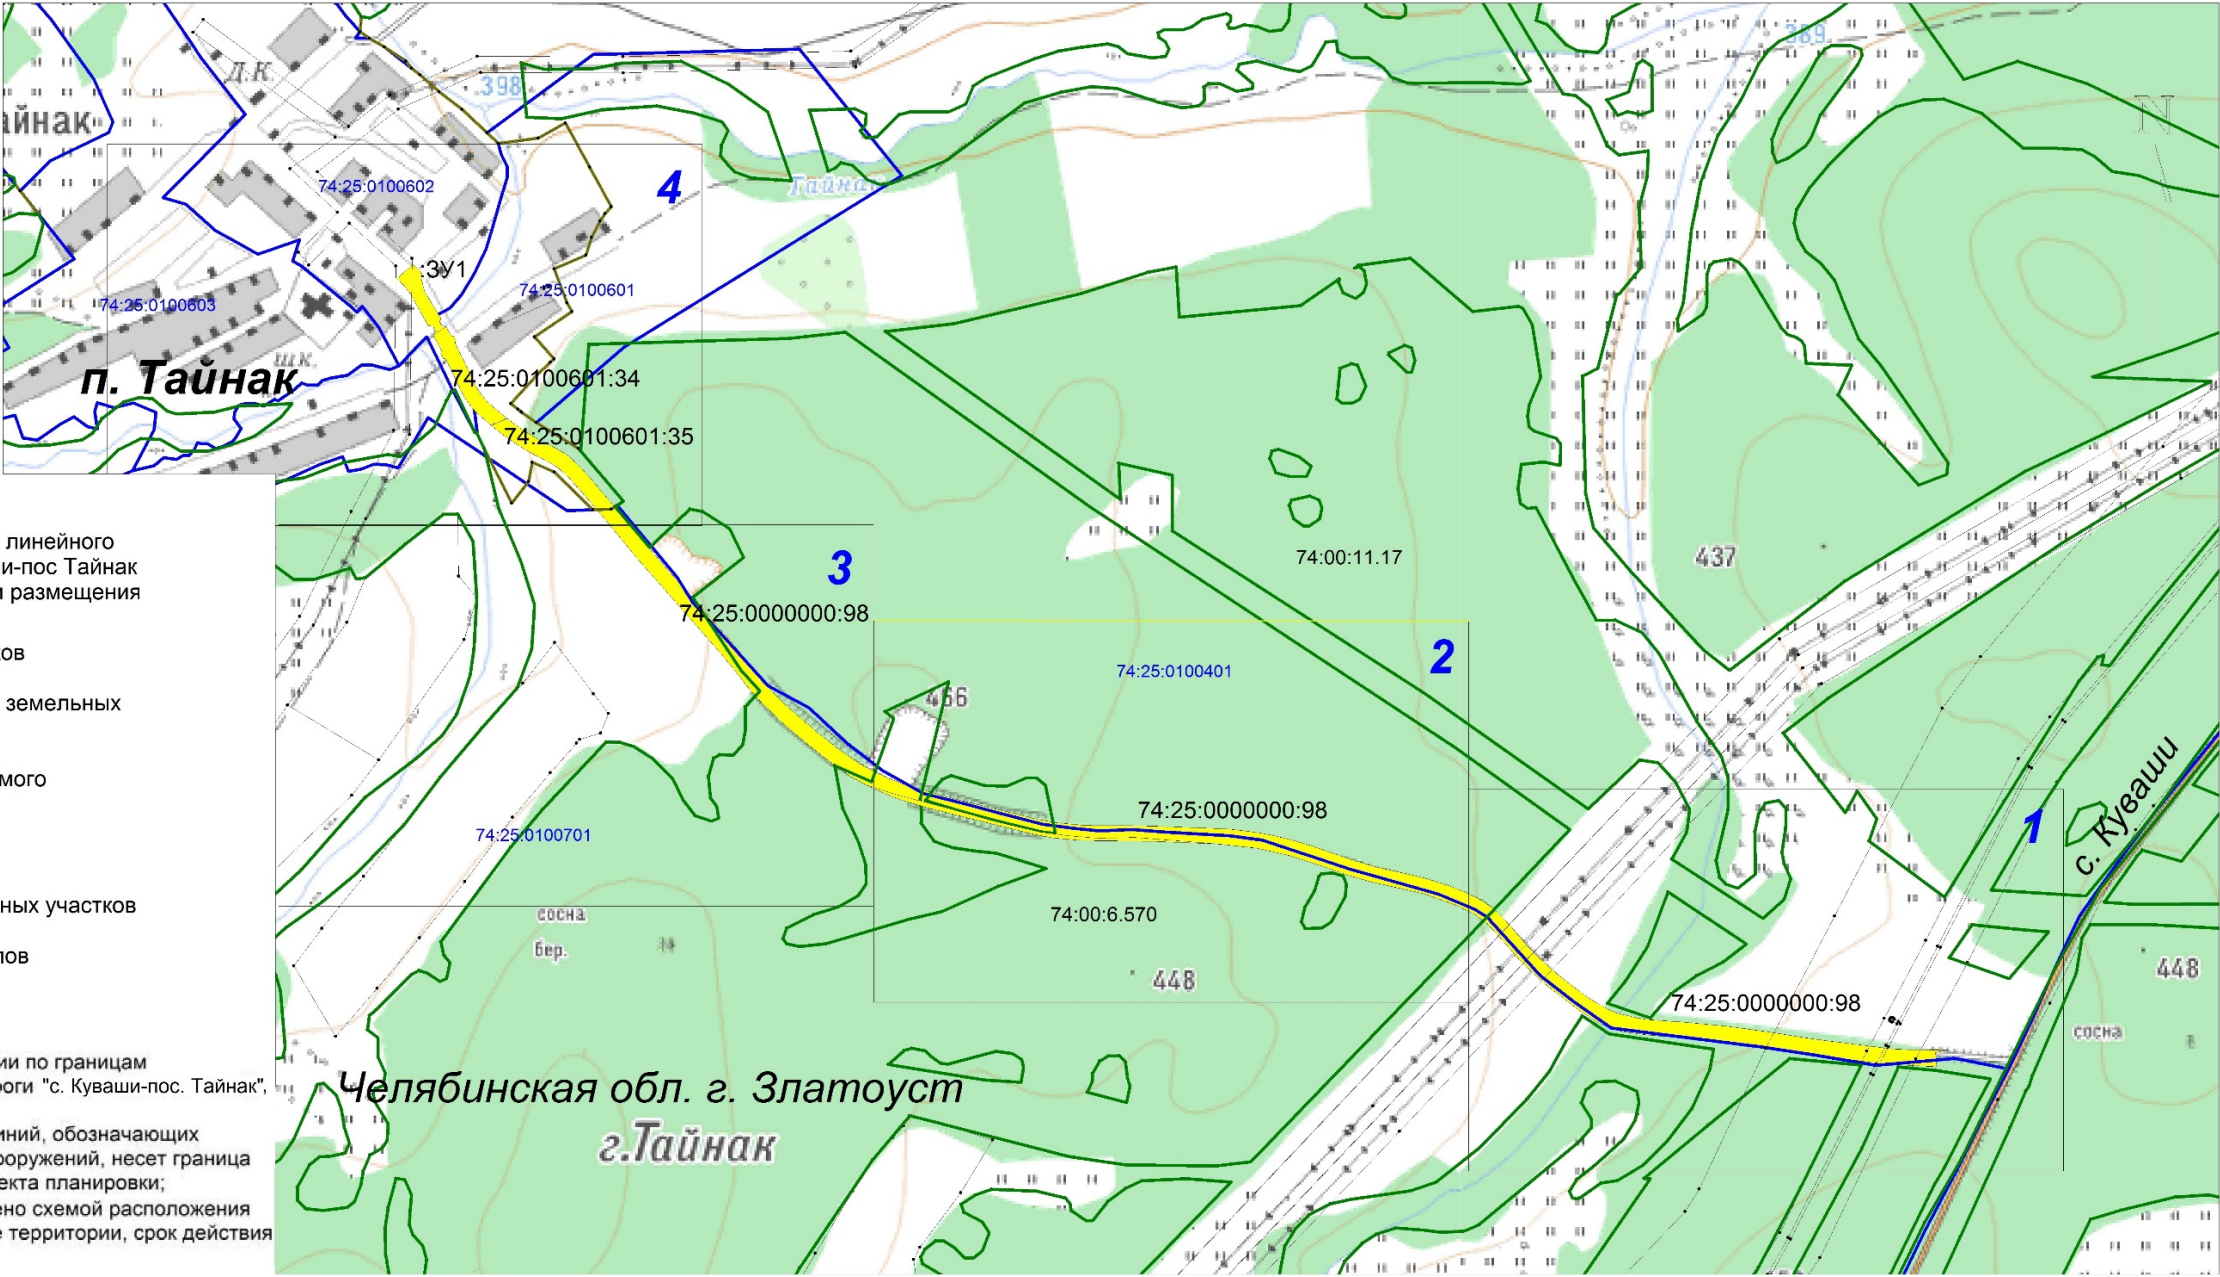 389
N
Д.К.
398
айнак
4
74:25:0100602
Тайнак
:ЗУ1
74:25:0100601
74:25:0100603
шк.
п. Тайнак
74:25:0100601:34
74:25:0100601:35
линейного
и-пос Тайнак
размещения
3
74:00:11.17
437
74:25:0000000:98
2
ов
74:25:0100401
466
земельных
с. Куваши
мого
74:25:0000000:98
1
74:25:0100701
ных участков
сосна
бер.
74:00:6.570
448
448
лов
74:25:0000000:98
сосна
ии по границам
роги "с. Куваши-пос. Тайнак",
Челябинская обл. г. Златоуст
г.Тайнак
иний, обозначающих
ооружений, несет граница
екта планировки;
ено схемой расположения
е территории, срок действия